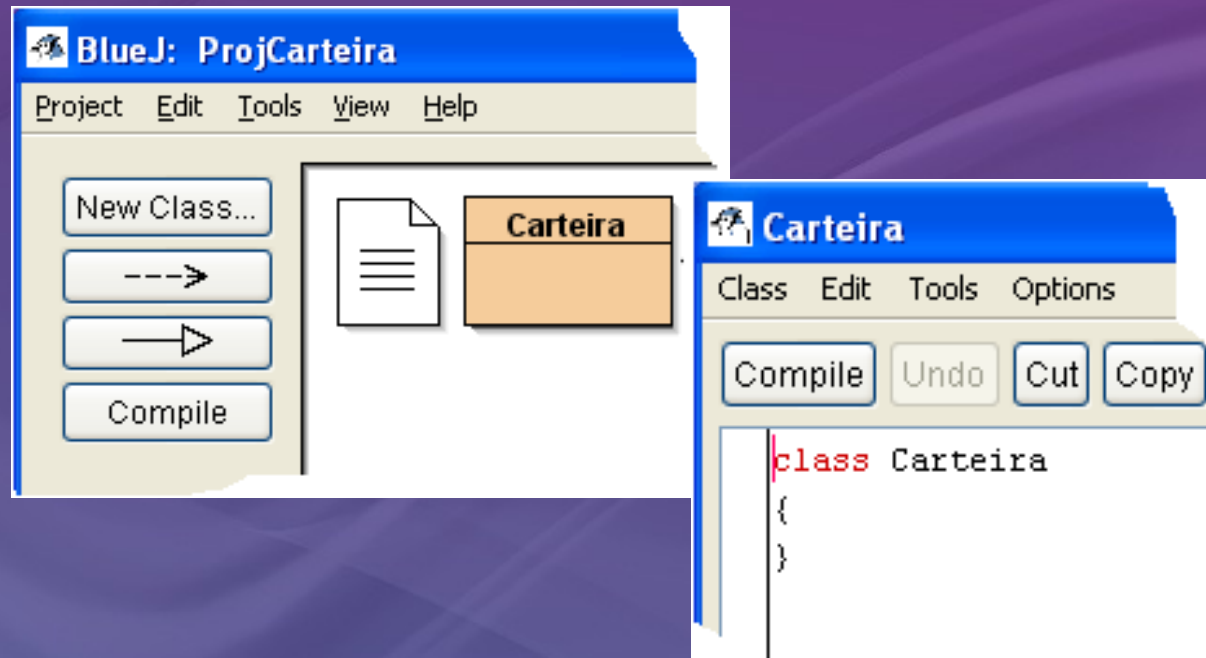 BlueJ: ProjCarteira
Project Edit Tools View Help
New Class...
Compile
Carteira
Carteira
Class Edit Tools Options
Compile Undo Cut Copy
class Carteira
{
}